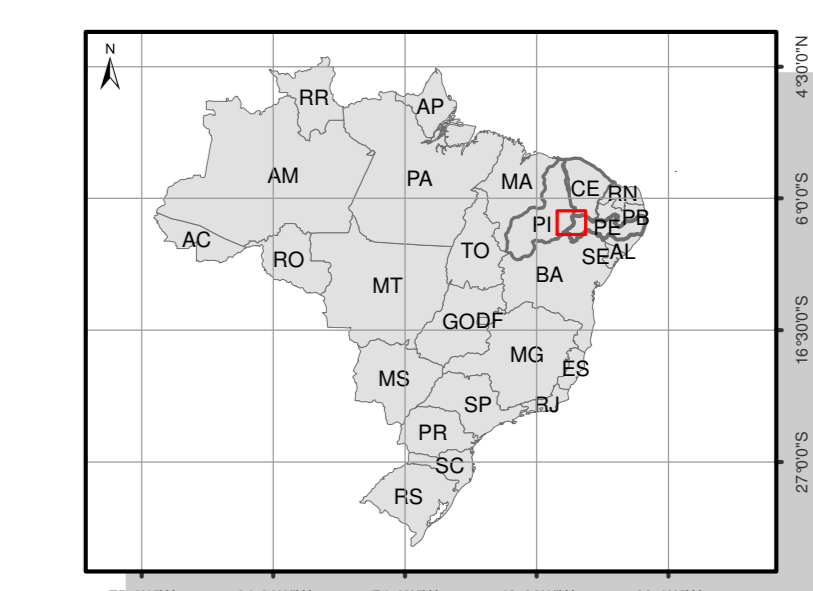 N
4°30'0"N
RR
AP
AM
PA
MA
CE
RN
6°0'0"S
PI
PB
PE
AC
TO
SE
AL
RO
BA
MT
GO
DF
16°30'0"S
MG
ES
MS
SP
RJ
PR
27°0'0"S
SC
RS